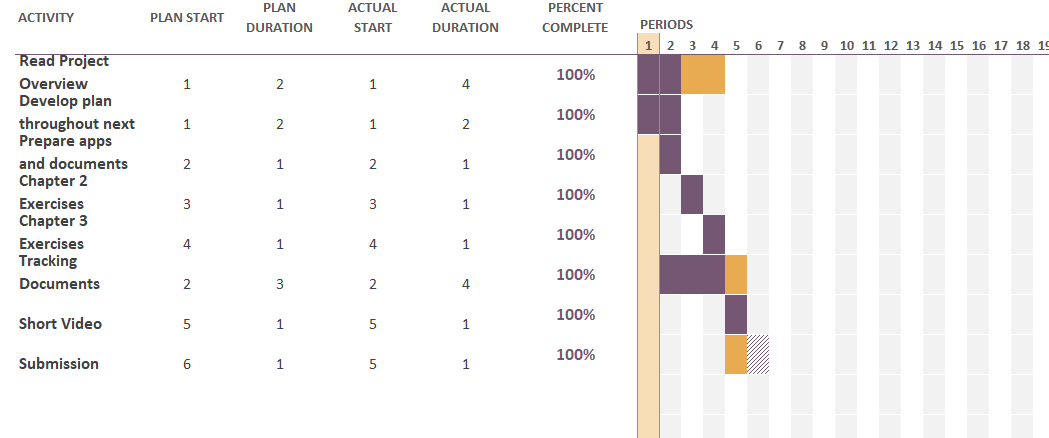 ACTIVITY PLAN START PLAN DURATION ACTUAL START ACTUAL DURATION PERCENT COMPLETE PERIODS
1 2 3 4 5 6 7 8 9 10 11 12 13 14 15 16 17 18 19
Read Project
Overview 1 2 1 4 100%
Develop plan
throughout next 1 2 1 2 100%
Prepare apps
and documents 2 1 2 1 100%
Chapter 2
Exercises 3 1 3 1 100%
Chapter 3
Exercises 4 1 4 1 100%
Tracking
Documents 2 3 2 4 100%
Short Video 5 1 5 1 100%
Submission 6 1 5 1 100%